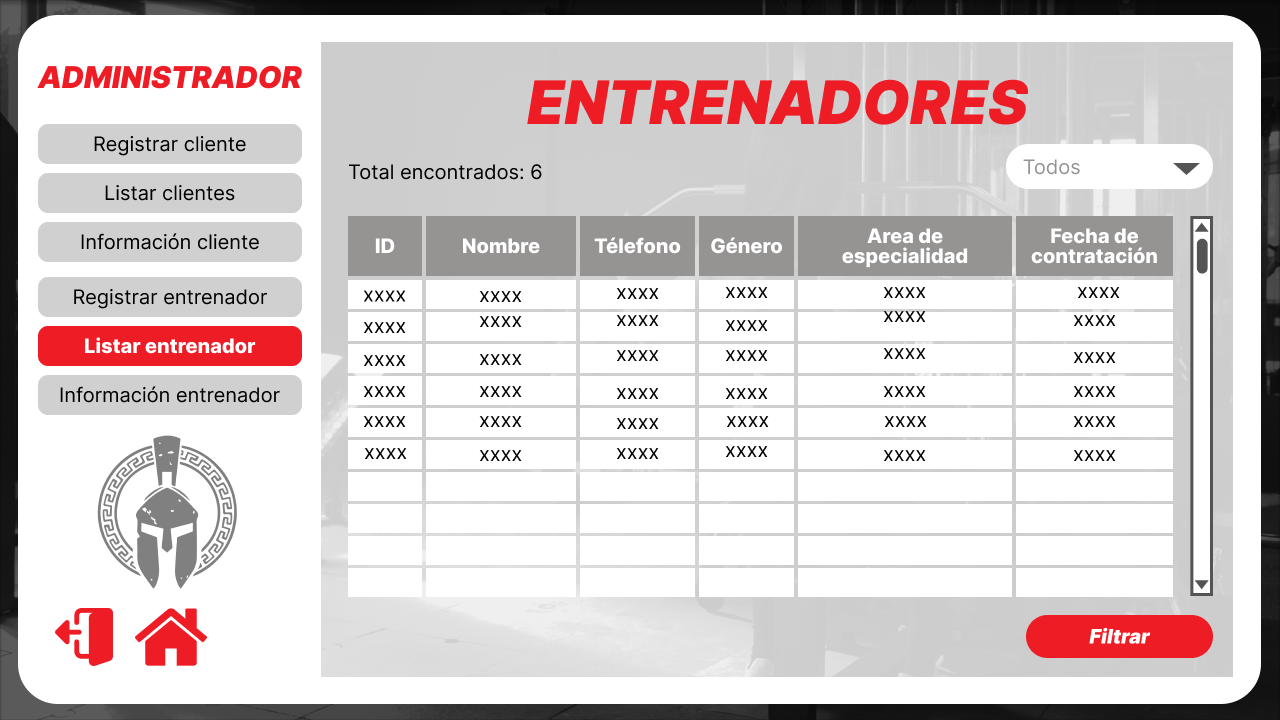 ADMINISTRADOR
Registrar cliente
Listar clientes
Información cliente
Registrar entrenador
Listar entrenador
Información entrenador
ENTRENADORES
Total encontrados: 6
Todos
ID Nombre Télefono Género Area de especialidad Fecha de contratación
xxxx xxxx xxxx xxxx xxxx xxxx
xxxx xxxx xxxx xxxx xxxx xxxx
xxxx xxxx xxxx xxxx xxxx xxxx
xxxx xxxx xxxx xxxx xxxx xxxx
xxxx xxxx xxxx xxxx xxxx xxxx
xxxx xxxx xxxx xxxx xxxx xxxx
Filtrar